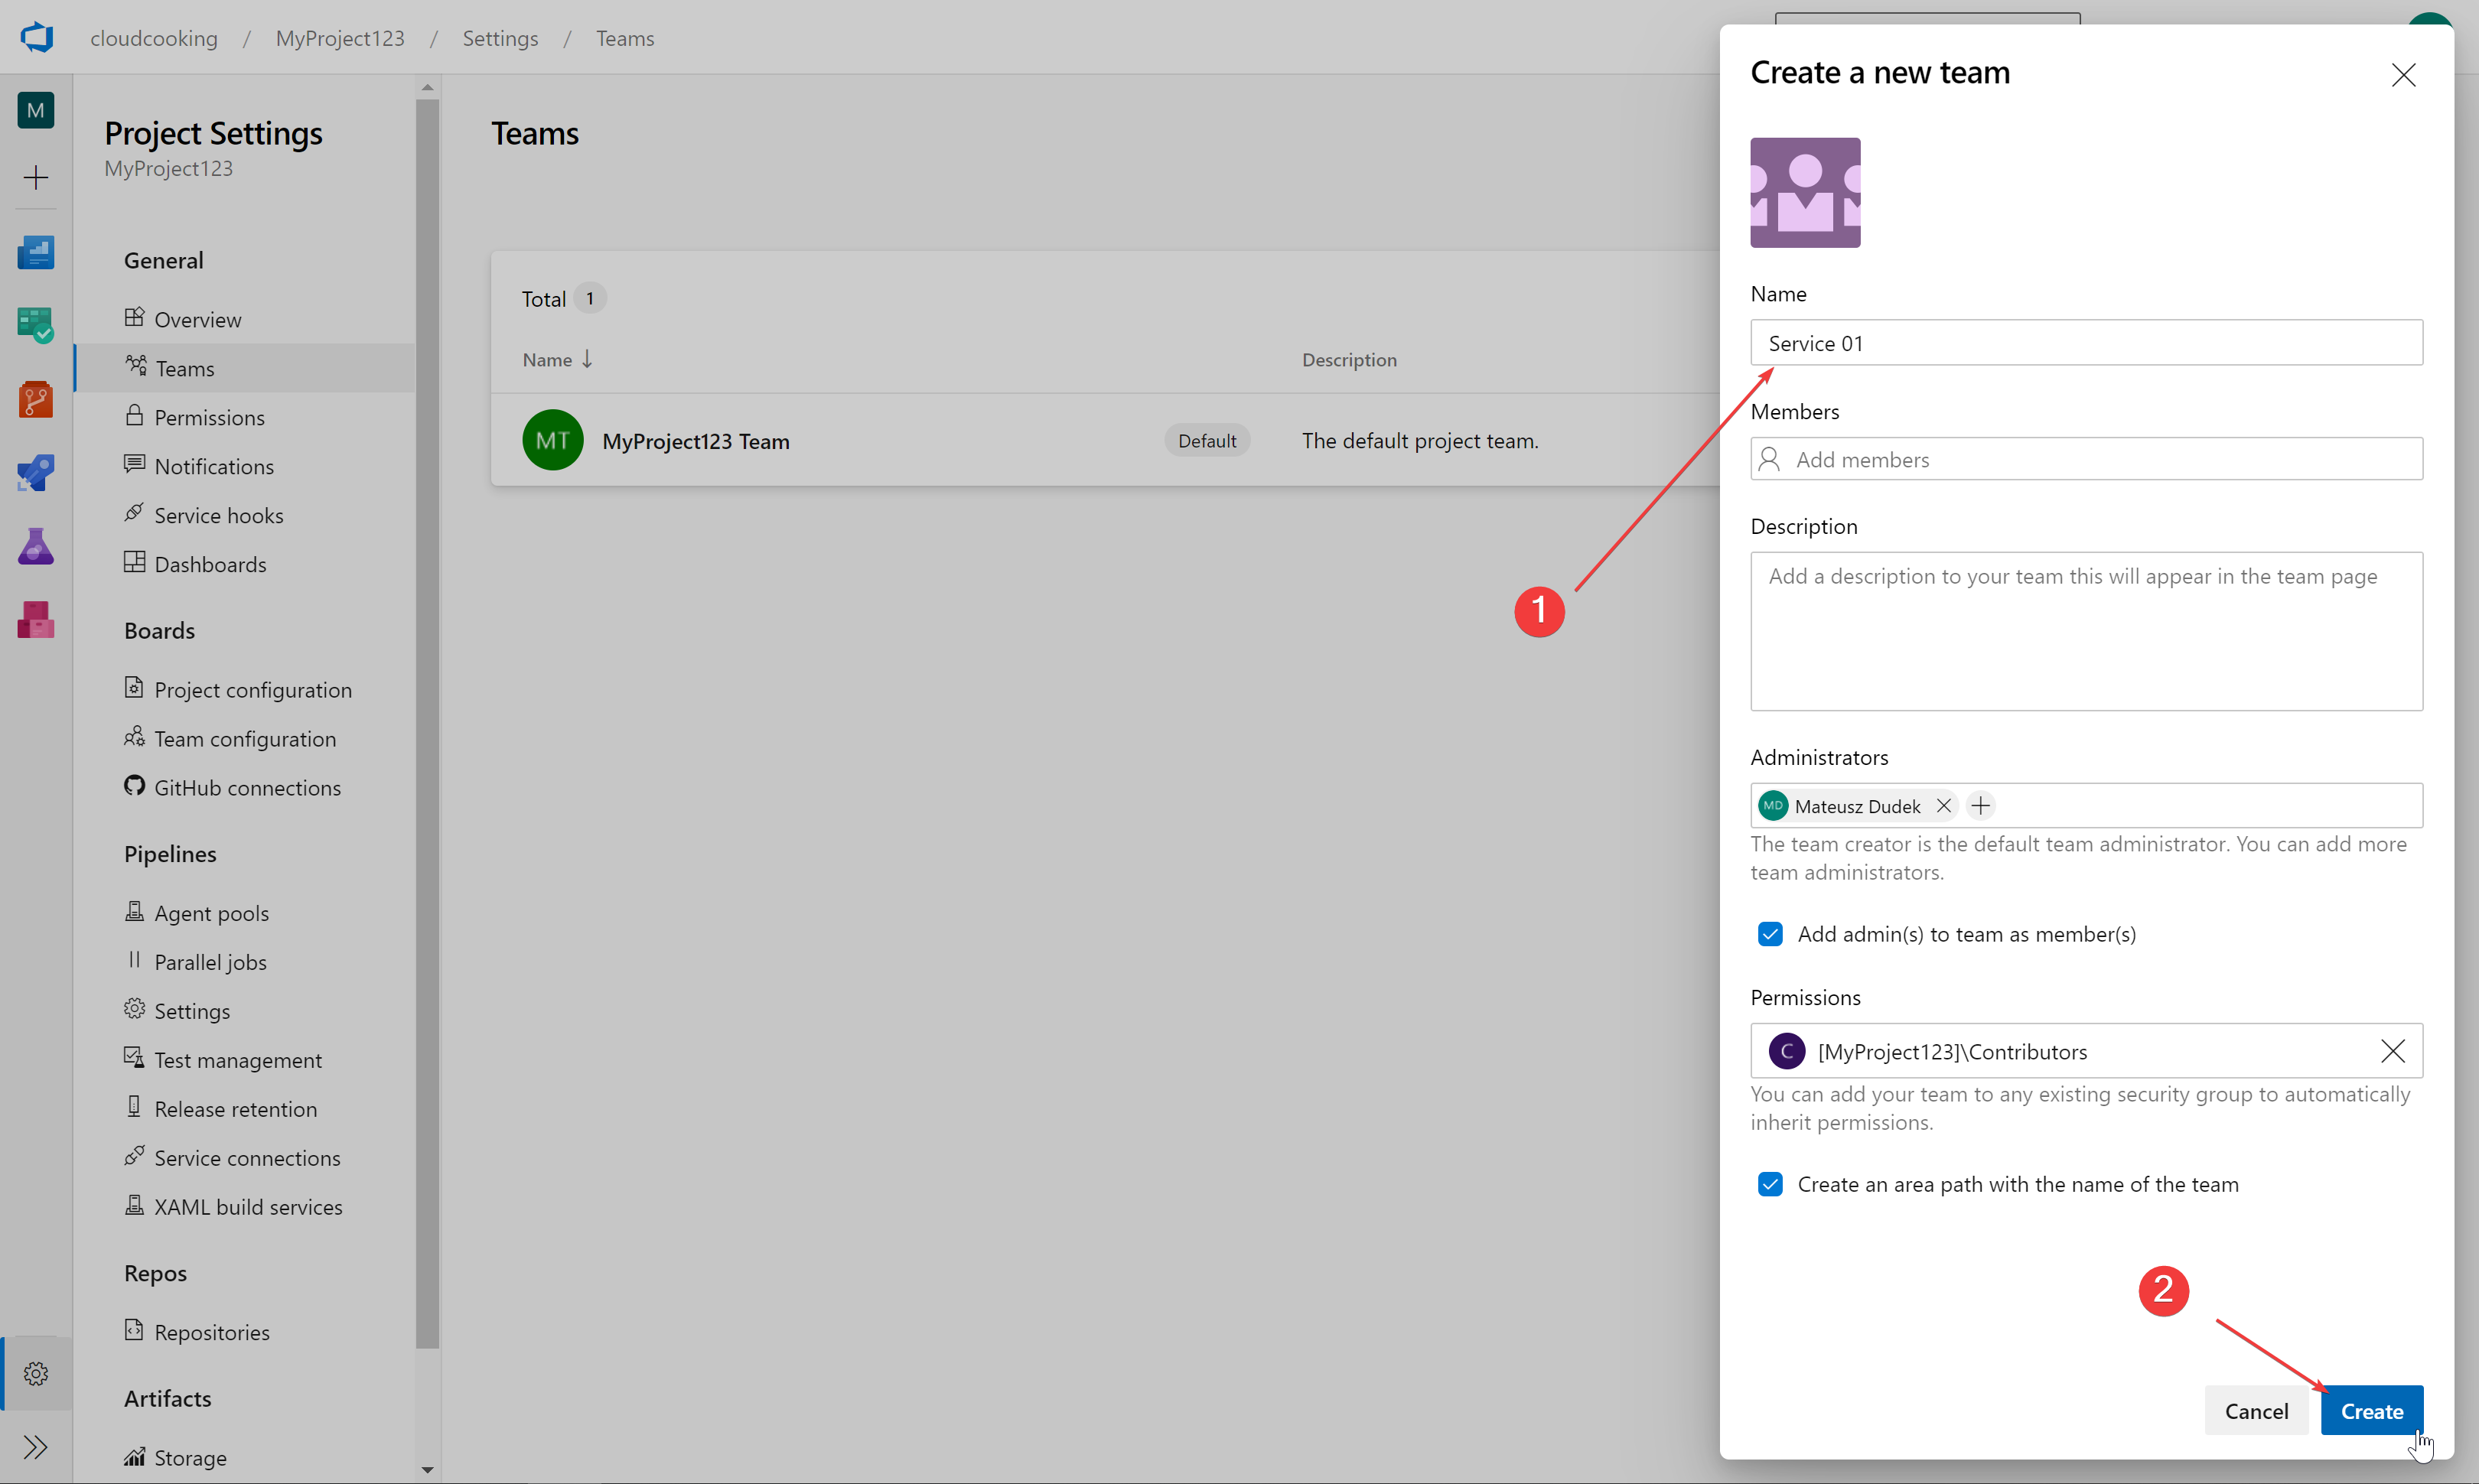 cloudcooking / MyProject123 / Settings / Teams
M
Project Settings
MyProject123
General
Overview
Teams
Permissions
Notifications
Service hooks
Dashboards
Boards
Project configuration
Team configuration
GitHub connections
Pipelines
Agent pools
Parallel jobs
Settings
Test management
Release retention
Service connections
XAML build services
Repos
Repositories
Artifacts
Storage
Teams
Total 1
Name ↓ Description
MT MyProject123 Team Default The default project team.
1
Create a new team
Name
Service 01
Members
Add members
Description
Add a description to your team this will appear in the team page
Administrators
MD Mateusz Dudek
The team creator is the default team administrator. You can add more
team administrators.
Add admin(s) to team as member(s)
Permissions
C [MyProject123]\Contributors
You can add your team to any existing security group to automatically
inherit permissions.
Create an area path with the name of the team
2
Cancel Create